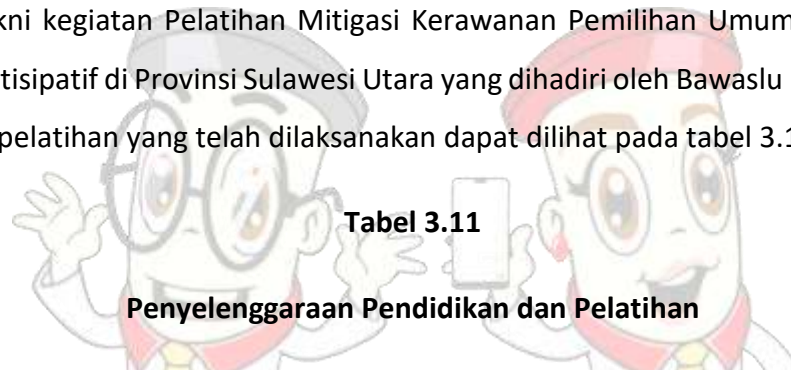 kni kegiatan Pelatihan Mitigasi Kerawanan Pemilihan Umum
tisipatif di Provinsi Sulawesi Utara yang dihadiri oleh Bawaslu
pelatihan yang telah dilaksanakan dapat dilihat pada tabel 3.1
Tabel 3.11
Penyelenggaraan Pendidikan dan Pelatihan